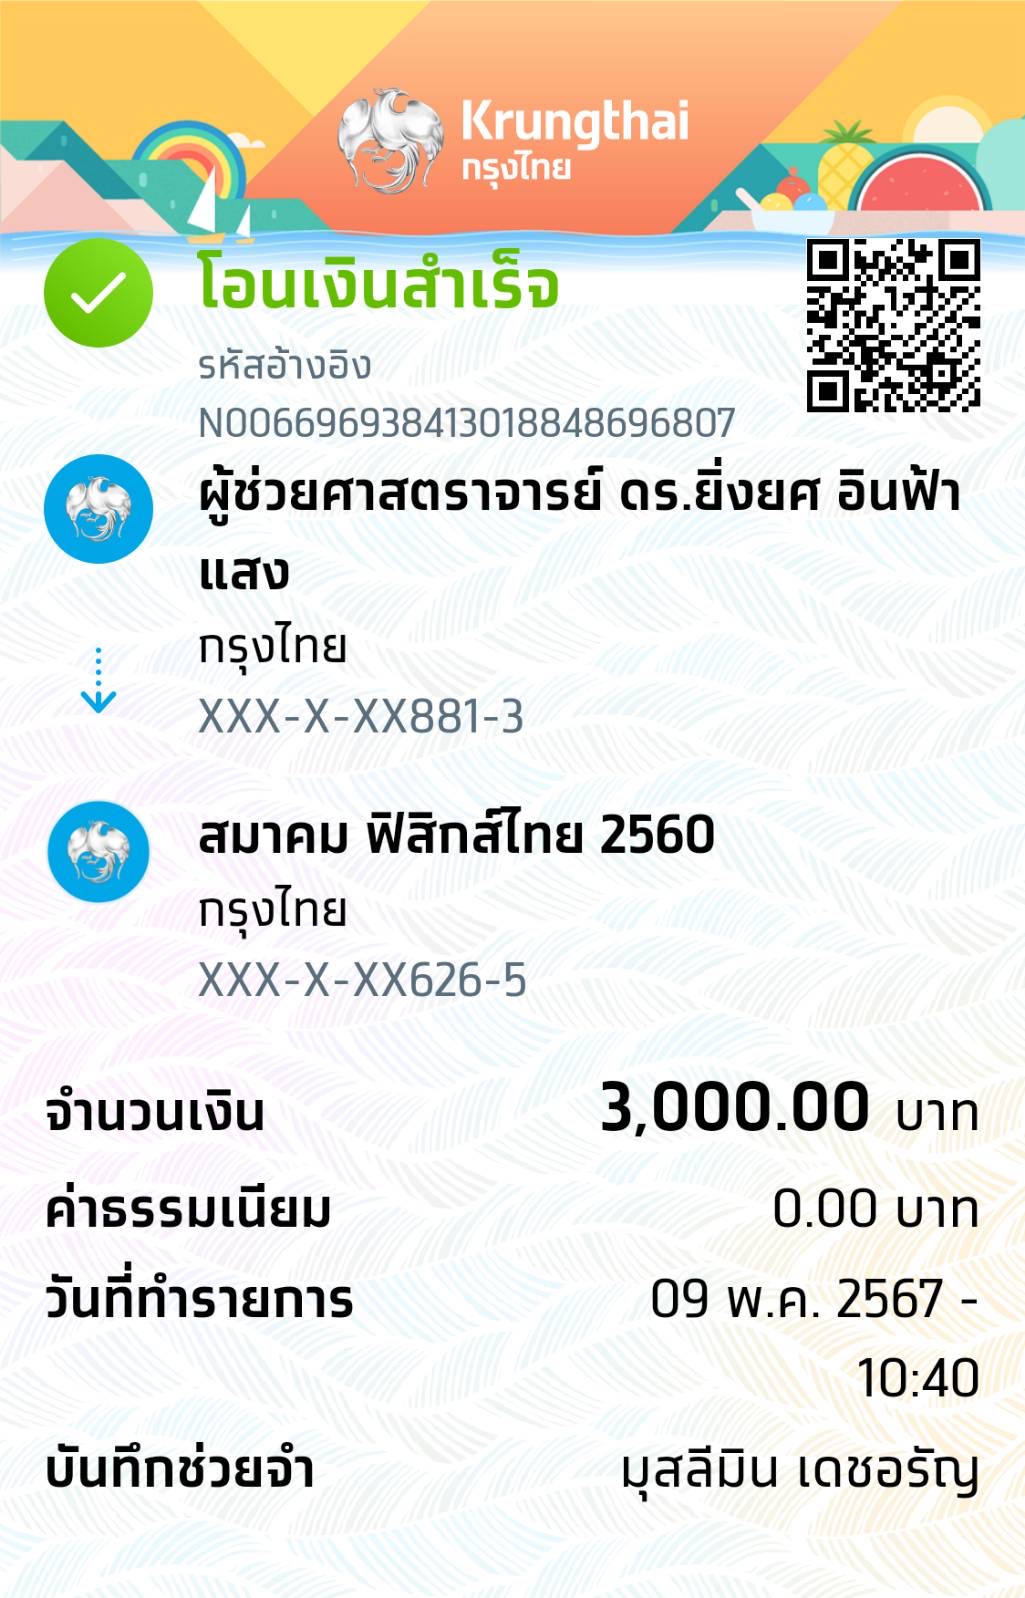 Krungthai
กรุงไทย
โอนเงินสำเร็จ
รหัสอ้างอิง
N00669693841301884869​6807
ผู้ช่วยศาสตราจารย์ ดร.ยิ่งยศ อินฟ้า
แสง
กรุงไทย
XXX-X-XX881-3
สมาคม ฟิสิกส์ไทย 2560
กรุงไทย
XXX-X-XX626-5
จำนวนเงิน 3,000.00 บาท
ค่าธรรมเนียม 0.00 บาท
วันที่ทำรายการ 09 พ.ค. 2567 -
10:40
บันทึกช่วยจำ มุสลีมิน เดชอรัญ